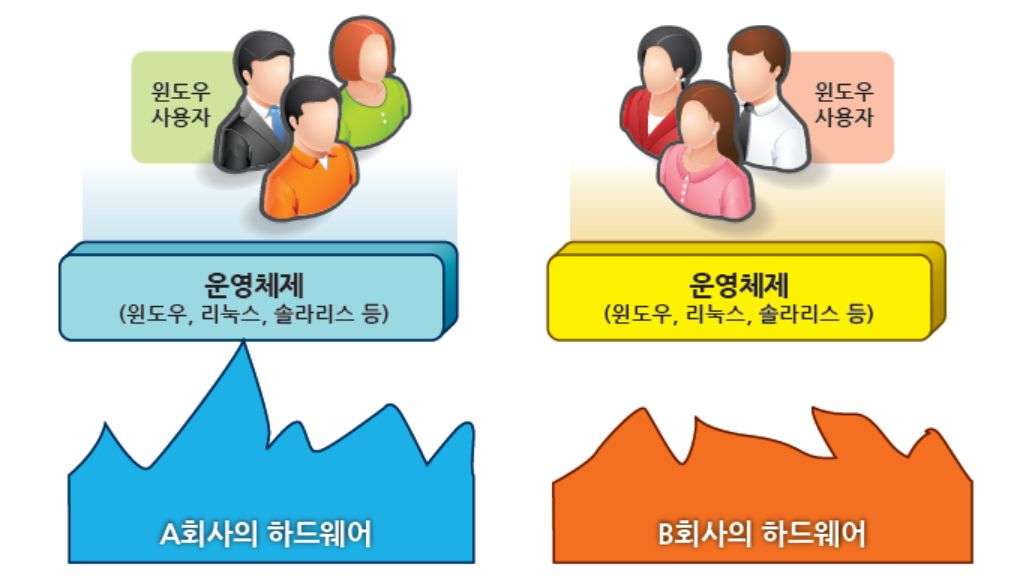 윈도우
사용자
윈도우
사용자
운영체제
(윈도우, 리눅스, 솔라리스 등)
운영체제
(윈도우, 리눅스, 솔라리스 등)
A회사의 하드웨어
B회사의 하드웨어